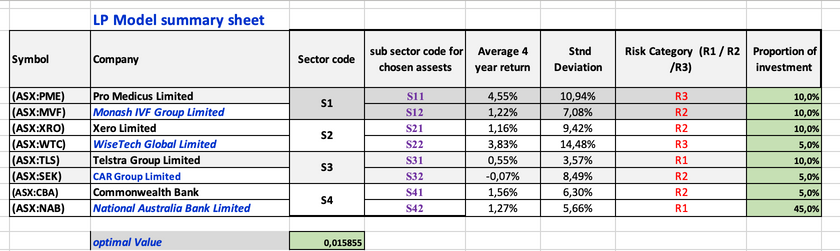 LP Model summary sheet
Symbol Company Sector code sub sector code for chosen assests Average 4 year return Stnd Deviation Risk Category (R1 / R2 /R3) Proportion of investment
(ASX:PME) Pro Medicus Limited S1 S11 4,55% 10,94% R3 10,0%
(ASX:MVF) Monash IVF Group Limited S12 1,22% 7,08% R2 10,0%
(ASX:XRO) Xero Limited S2 S21 1,16% 9,42% R2 10,0%
(ASX:WTC) WiseTech Global Limited S22 3,83% 14,48% R3 5,0%
(ASX:TLS) Telstra Group Limited S3 S31 0,55% 3,57% R1 10,0%
(ASX:SEK) CAR Group Limited S32 -0,07% 8,49% R2 5,0%
(ASX:CBA) Commonwealth Bank S4 S41 1,56% 6,30% R2 5,0%
(ASX:NAB) National Australia Bank Limited S42 1,27% 5,66% R1 45,0%
optimal Value 0,015855